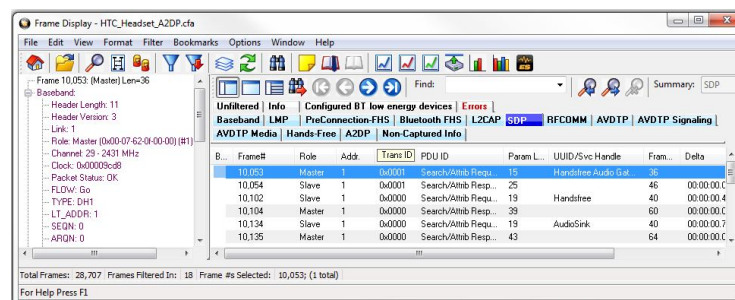 Frame Display - HTC_Headset_A2DP.cfa
File Edit View Format Filter Bookmarks Options Window Help
Find:
Summary: SDP
Unfiltered Info Configured BT low energy devices Errors
Baseband LMP PreConnection-FHS Bluetooth FHS L2CAP SDP RFCOMM AVDTP AVDTP Signaling
AVDTP Media Hands-Free A2DP Non-Captured Info
B... Frame# Role Addr. Trans ID PDU ID Param L... UUID/Svc Handle Fram... Delta
10,053 Master 1 0x0001 Search/Attrib Requ... 15 Handsfree Audio Gat... 36
10,054 Slave 1 0x0001 Search/Attrib Resp... 25 46 00:00:00.0
10,102 Slave 1 0x0000 Search/Attrib Requ... 19 Handsfree 40 00:00:00.4
10,104 Master 1 0x0000 Search/Attrib Resp... 39 60 00:00:00.0
10,134 Slave 1 0x0000 Search/Attrib Requ... 19 AudioSink 40 00:00:00.7
10,135 Master 1 0x0000 Search/Attrib Resp... 43 64 00:00:00.0
Frame 10,053: (Master) Len=36
Baseband:
Header Length: 11
Header Version: 3
Link: 1
Role: Master (0x00-07-62-0f-00-00) (#1)
Channel: 29 - 2431 MHz
Clock: 0x00009cd8
Packet Status: OK
FLOW: Go
TYPE: DH1
LT_ADDR: 1
SEQN: 0
ARQN: 0
Total Frames: 28,707 Frames Filtered In: 18 Frame #s Selected: 10,053; (1 total)
For Help Press F1